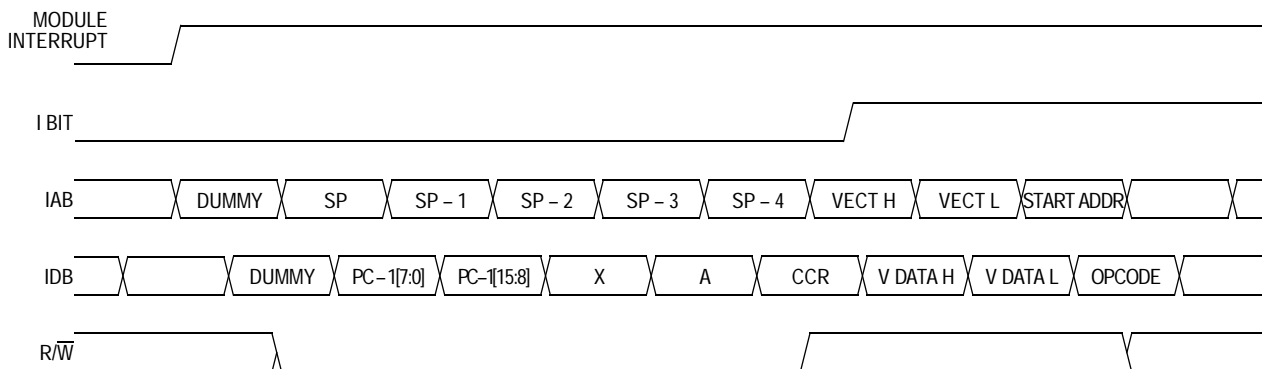 MODULE
INTERRUPT
I BIT
IAB DUMMY SP SP – 1 SP – 2 SP – 3 SP – 4 VECT H VECT L START ADDR
IDB DUMMY PC – 1[7:0] PC–1[15:8] X A CCR V DATA H V DATA L OPCODE
R/W̅